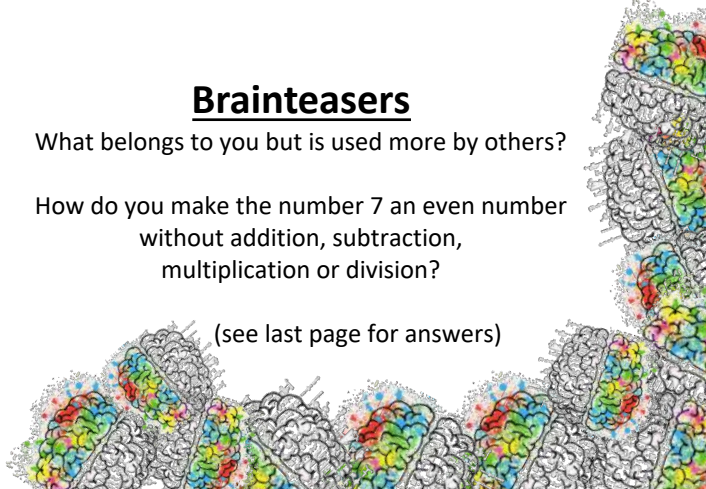 Brainteasers
What belongs to you but is used more by others?
How do you make the number 7 an even number
without addition, subtraction,
multiplication or division?
(see last page for answers)